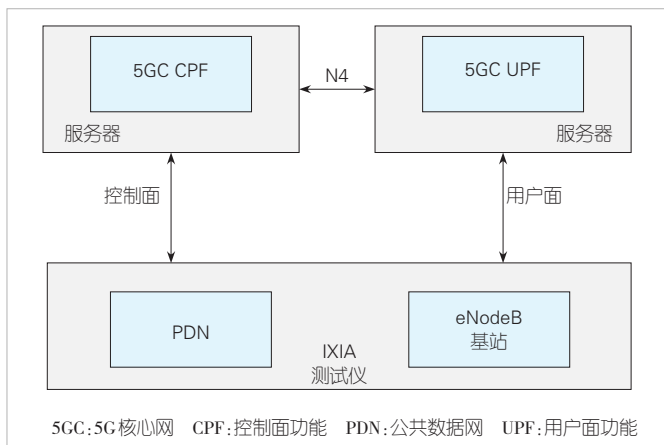 5GC CPF
5GC UPF
N4
服务器
服务器
控制面
用户面
PDN
IXIA
测试仪
eNodeB
基站
5GC:5G核心网 CPF:控制面功能 PDN:公共数据网 UPF:用户面功能